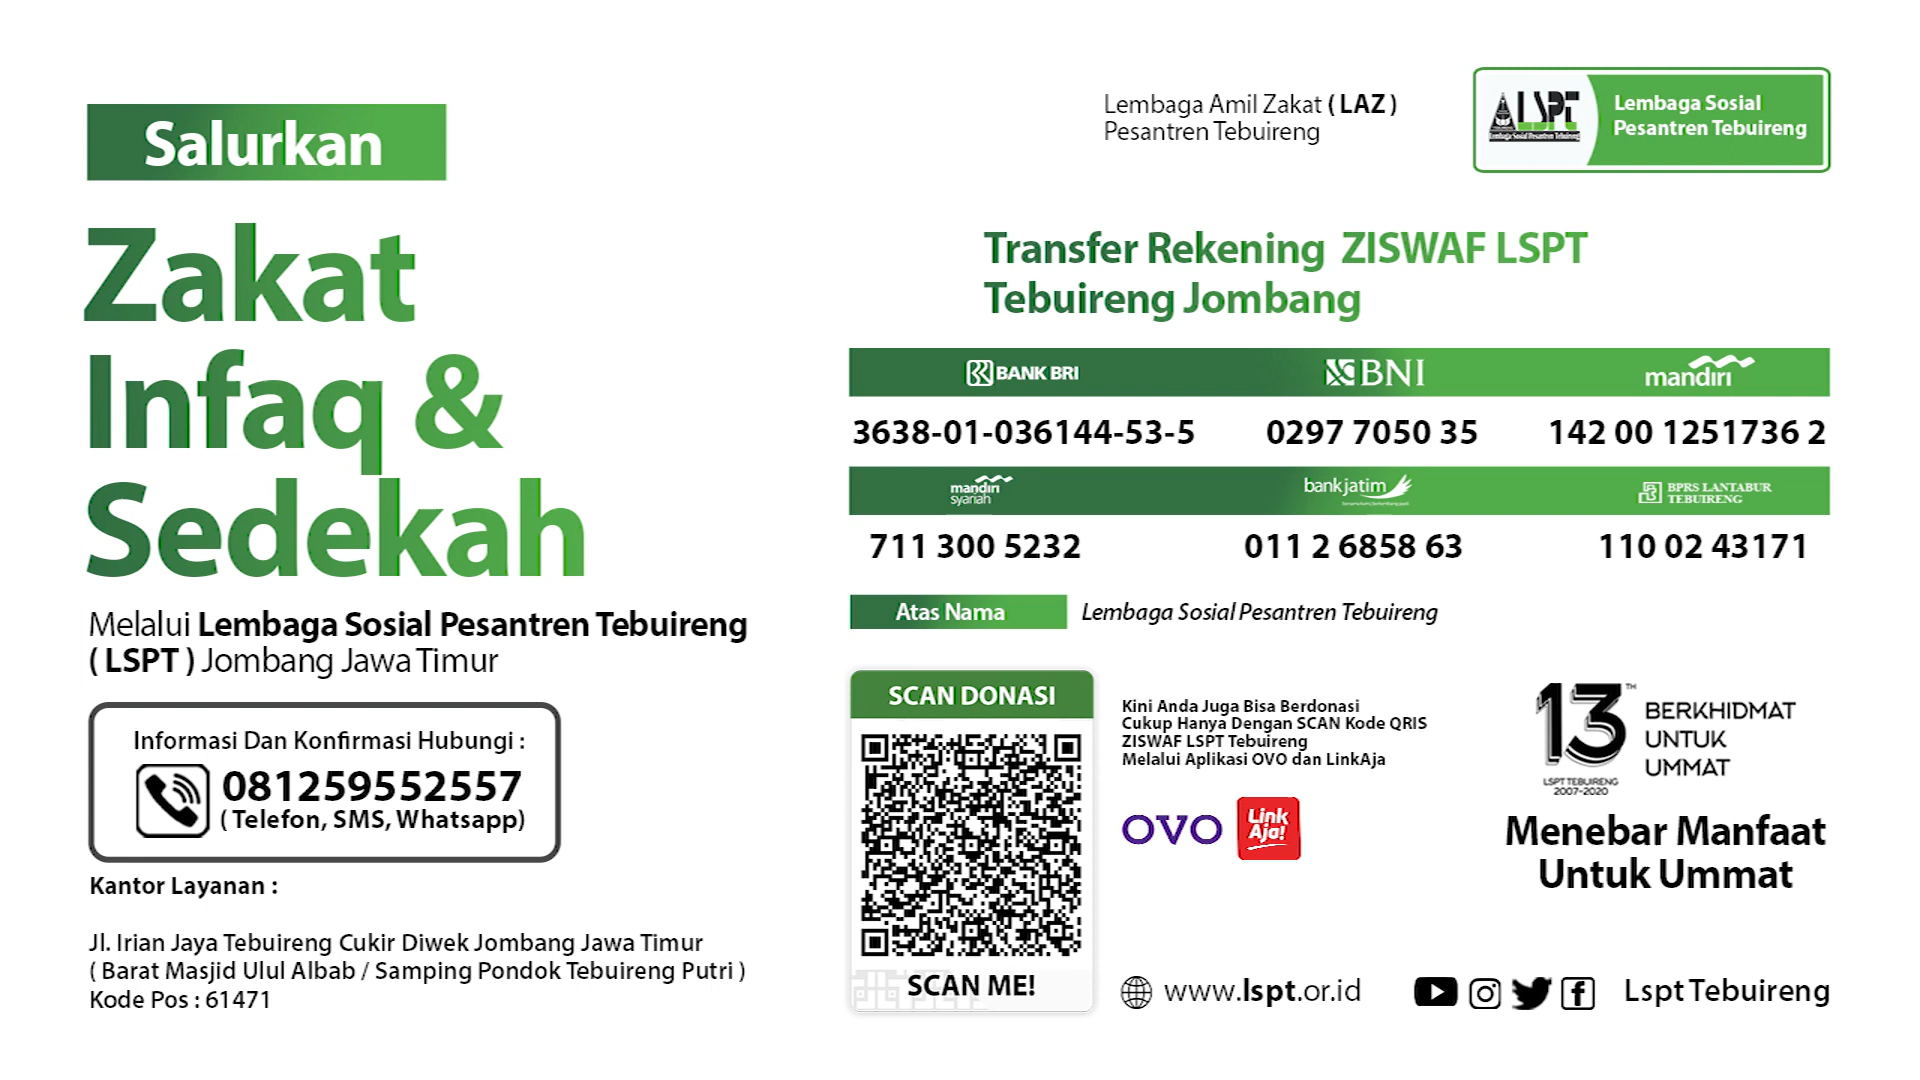 Salurkan
Zakat
Infaq &
Sedekah
Melalui Lembaga Sosial Pesantren Tebuireng
( LSPT ) Jombang Jawa Timur
Informasi Dan Konfirmasi Hubungi :
081259552557
( Telefon, SMS, Whatsapp)
Kantor Layanan :
Jl. Irian Jaya Tebuireng Cukir Diwek Jombang Jawa Timur
( Barat Masjid Ulul Albab / Samping Pondok Tebuireng Putri )
Kode Pos : 61471
Lembaga Amil Zakat ( LAZ )
Pesantren Tebuireng
LSPT
Lembaga Sosial Pesantren Tebuireng
Lembaga Sosial
Pesantren Tebuireng
Transfer Rekening ZISWAF LSPT
Tebuireng Jombang
BANK BRI BNI mandiri
3638-01-036144-53-5 0297 7050 35 142 00 1251736 2
mandiri syariah bankjatim BPRS LANTABUR TEBUIRENG
711 300 5232 011 2 6858 63 110 02 43171
Atas Nama Lembaga Sosial Pesantren Tebuireng
SCAN DONASI
SCAN ME!
Kini Anda Juga Bisa Berdonasi
Cukup Hanya Dengan SCAN Kode QRIS
ZISWAF LSPT Tebuireng
Melalui Aplikasi OVO dan LinkAja
OVO
Link
Aja!
13 TH
LSPT TEBUIRENG
2007-2020
BERKHIDMAT
UNTUK
UMMAT
Menebar Manfaat
Untuk Ummat
www.lspt.or.id
Lspt Tebuireng